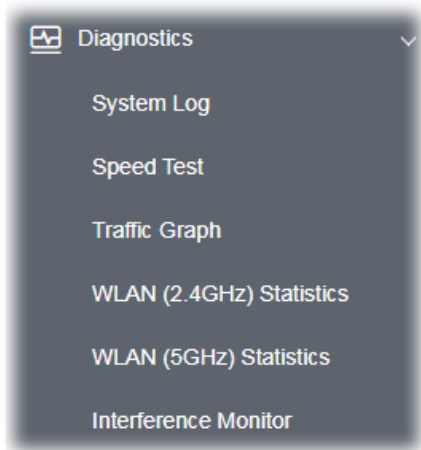 Diagnostics
System Log
Speed Test
Traffic Graph
WLAN (2.4GHz) Statistics
WLAN (5GHz) Statistics
Interference Monitor